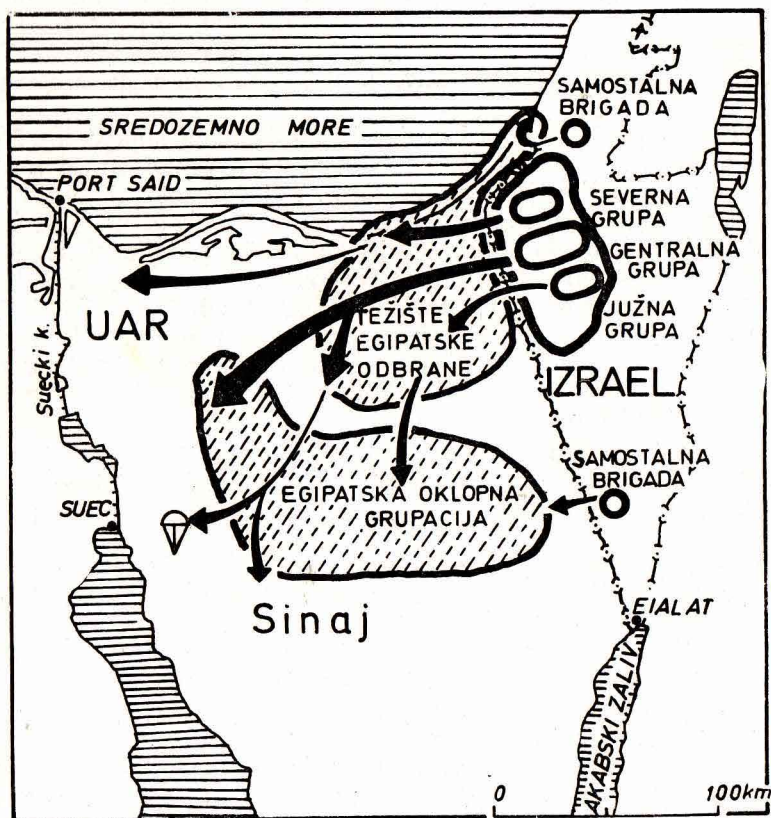 SAMOSTALNA
BRIGADA
SREDOZEMNO MORE
PORT SAID
SEVERNA
GRUPA
GENTRALNA
GRUPA
JUŽNA
GRUPA
UAR
TEŽIŠTE
EGIPATSKE
ODBRANE
IZRAEL
Suecki k.
SAMOSTALNA
BRIGADA
EGIPATSKA OKLOPNA
GRUPACIJA
SUEC
Sinaj
EIALAT
AKABSKI ZALIV
0 100km